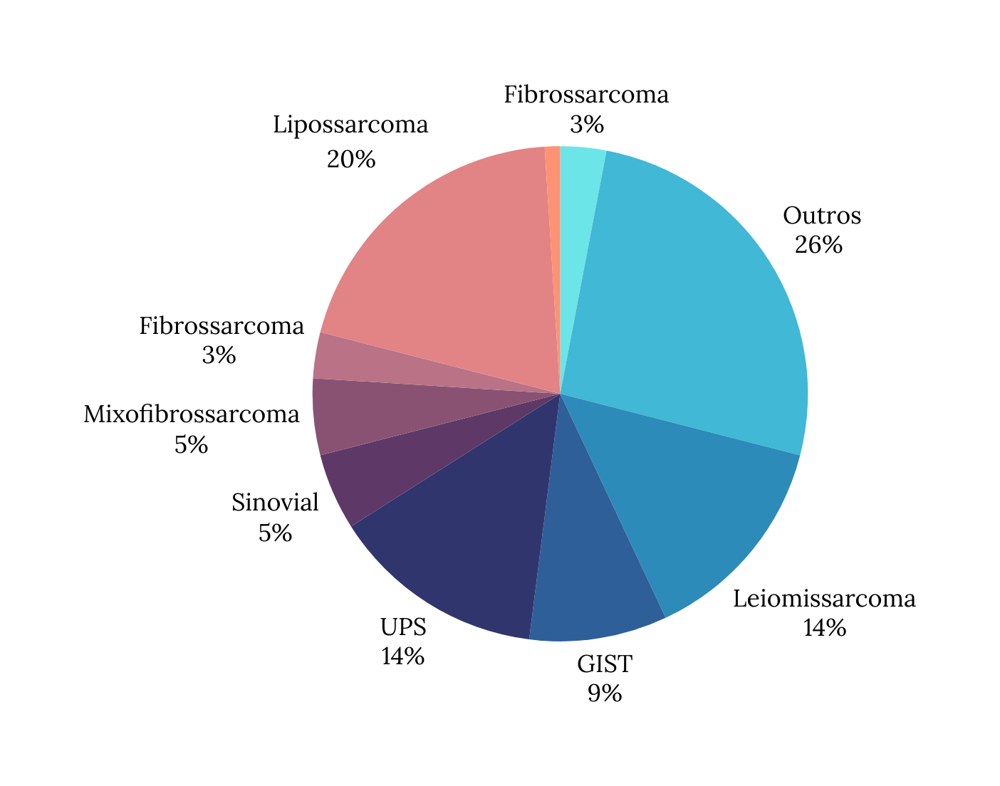 Fibrossarcoma
3%
Lipossarcoma
20%
Outros
26%
Fibrossarcoma
3%
Mixofibrossarcoma
5%
Sinovial
5%
Leiomissarcoma
14%
UPS
14%
GIST
9%